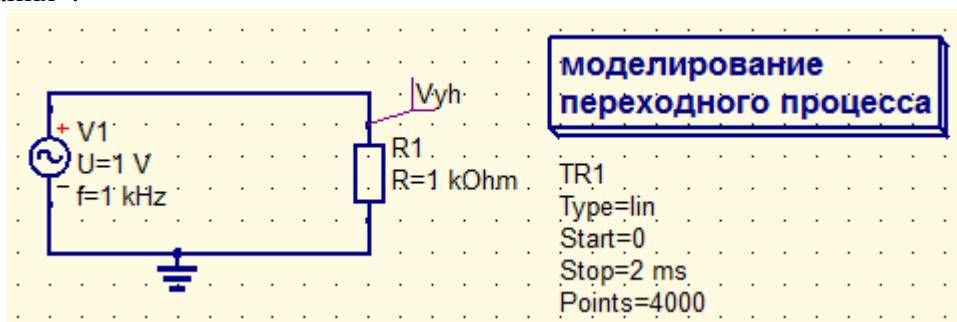 Vyh
+ V1
U=1 V
- f=1 kHz
R1
R=1 kOhm
моделирование
переходного процесса
TR1
Type=lin
Start=0
Stop=2 ms
Points=4000